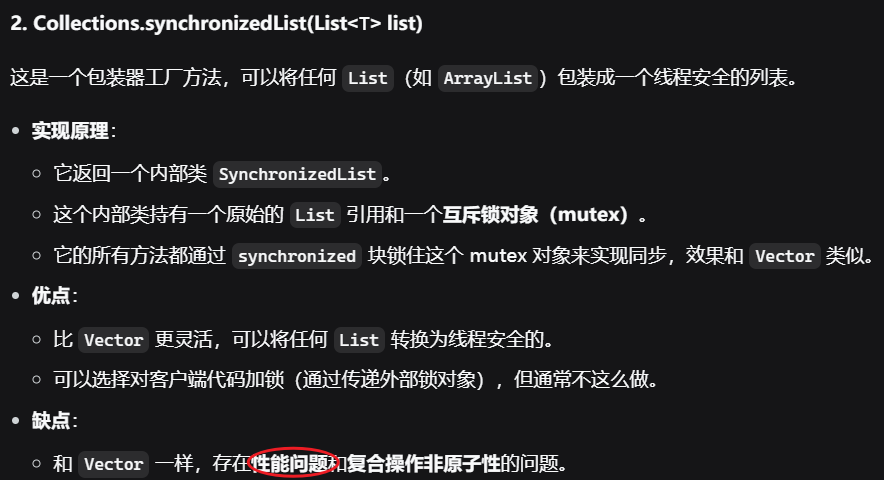 2. Collections.synchronizedList(List<T> list)
这是一个包装器工厂方法，可以将任何 List（如 ArrayList）包装成一个线程安全的列表。
• 实现原理：
○ 它返回一个内部类 SynchronizedList。
○ 这个内部类持有一个原始的 List 引用和一个互斥锁对象（mutex）。
○ 它的所有方法都通过 synchronized 块锁住这个 mutex 对象来实现同步，效果和 Vector 类似。
• 优点：
○ 比 Vector 更灵活，可以将任何 List 转换为线程安全的。
○ 可以选择对客户端代码加锁（通过传递外部锁对象），但通常不这么做。
• 缺点：
○ 和 Vector 一样，存在性能问题和复合操作非原子性的问题。